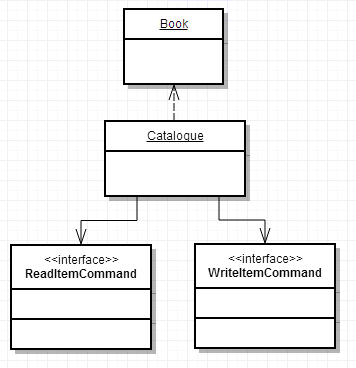 Book
Catalogue
<<interface>>
ReadItemCommand
<<interface>>
WriteItemCommand